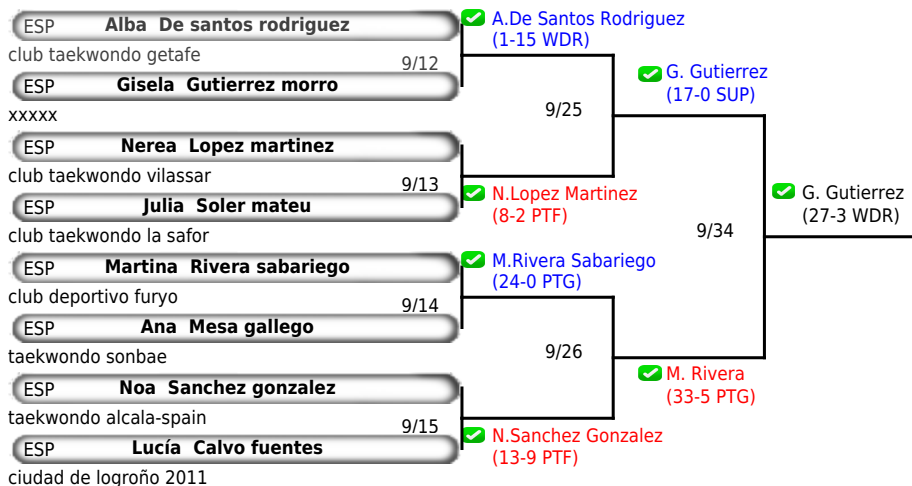 ESP Alba De santos rodriguez
club taekwondo getafe
9/12
ESP Gisela Gutierrez morro
xxxxx
ESP Nerea Lopez martinez
club taekwondo vilassar
9/13
ESP Julia Soler mateu
club taekwondo la safor
ESP Martina Rivera sabariego
club deportivo furyo
9/14
ESP Ana Mesa gallego
taekwondo sonbae
ESP Noa Sanchez gonzalez
taekwondo alcala-spain
9/15
ESP Lucía Calvo fuentes
ciudad de logroño 2011
A.De Santos Rodriguez
(1-15 WDR)
9/25
N.Lopez Martinez
(8-2 PTF)
M.Rivera Sabariego
(24-0 PTG)
9/26
N.Sanchez Gonzalez
(13-9 PTF)
G. Gutierrez
(17-0 SUP)
9/34
M. Rivera
(33-5 PTG)
G. Gutierrez
(27-3 WDR)